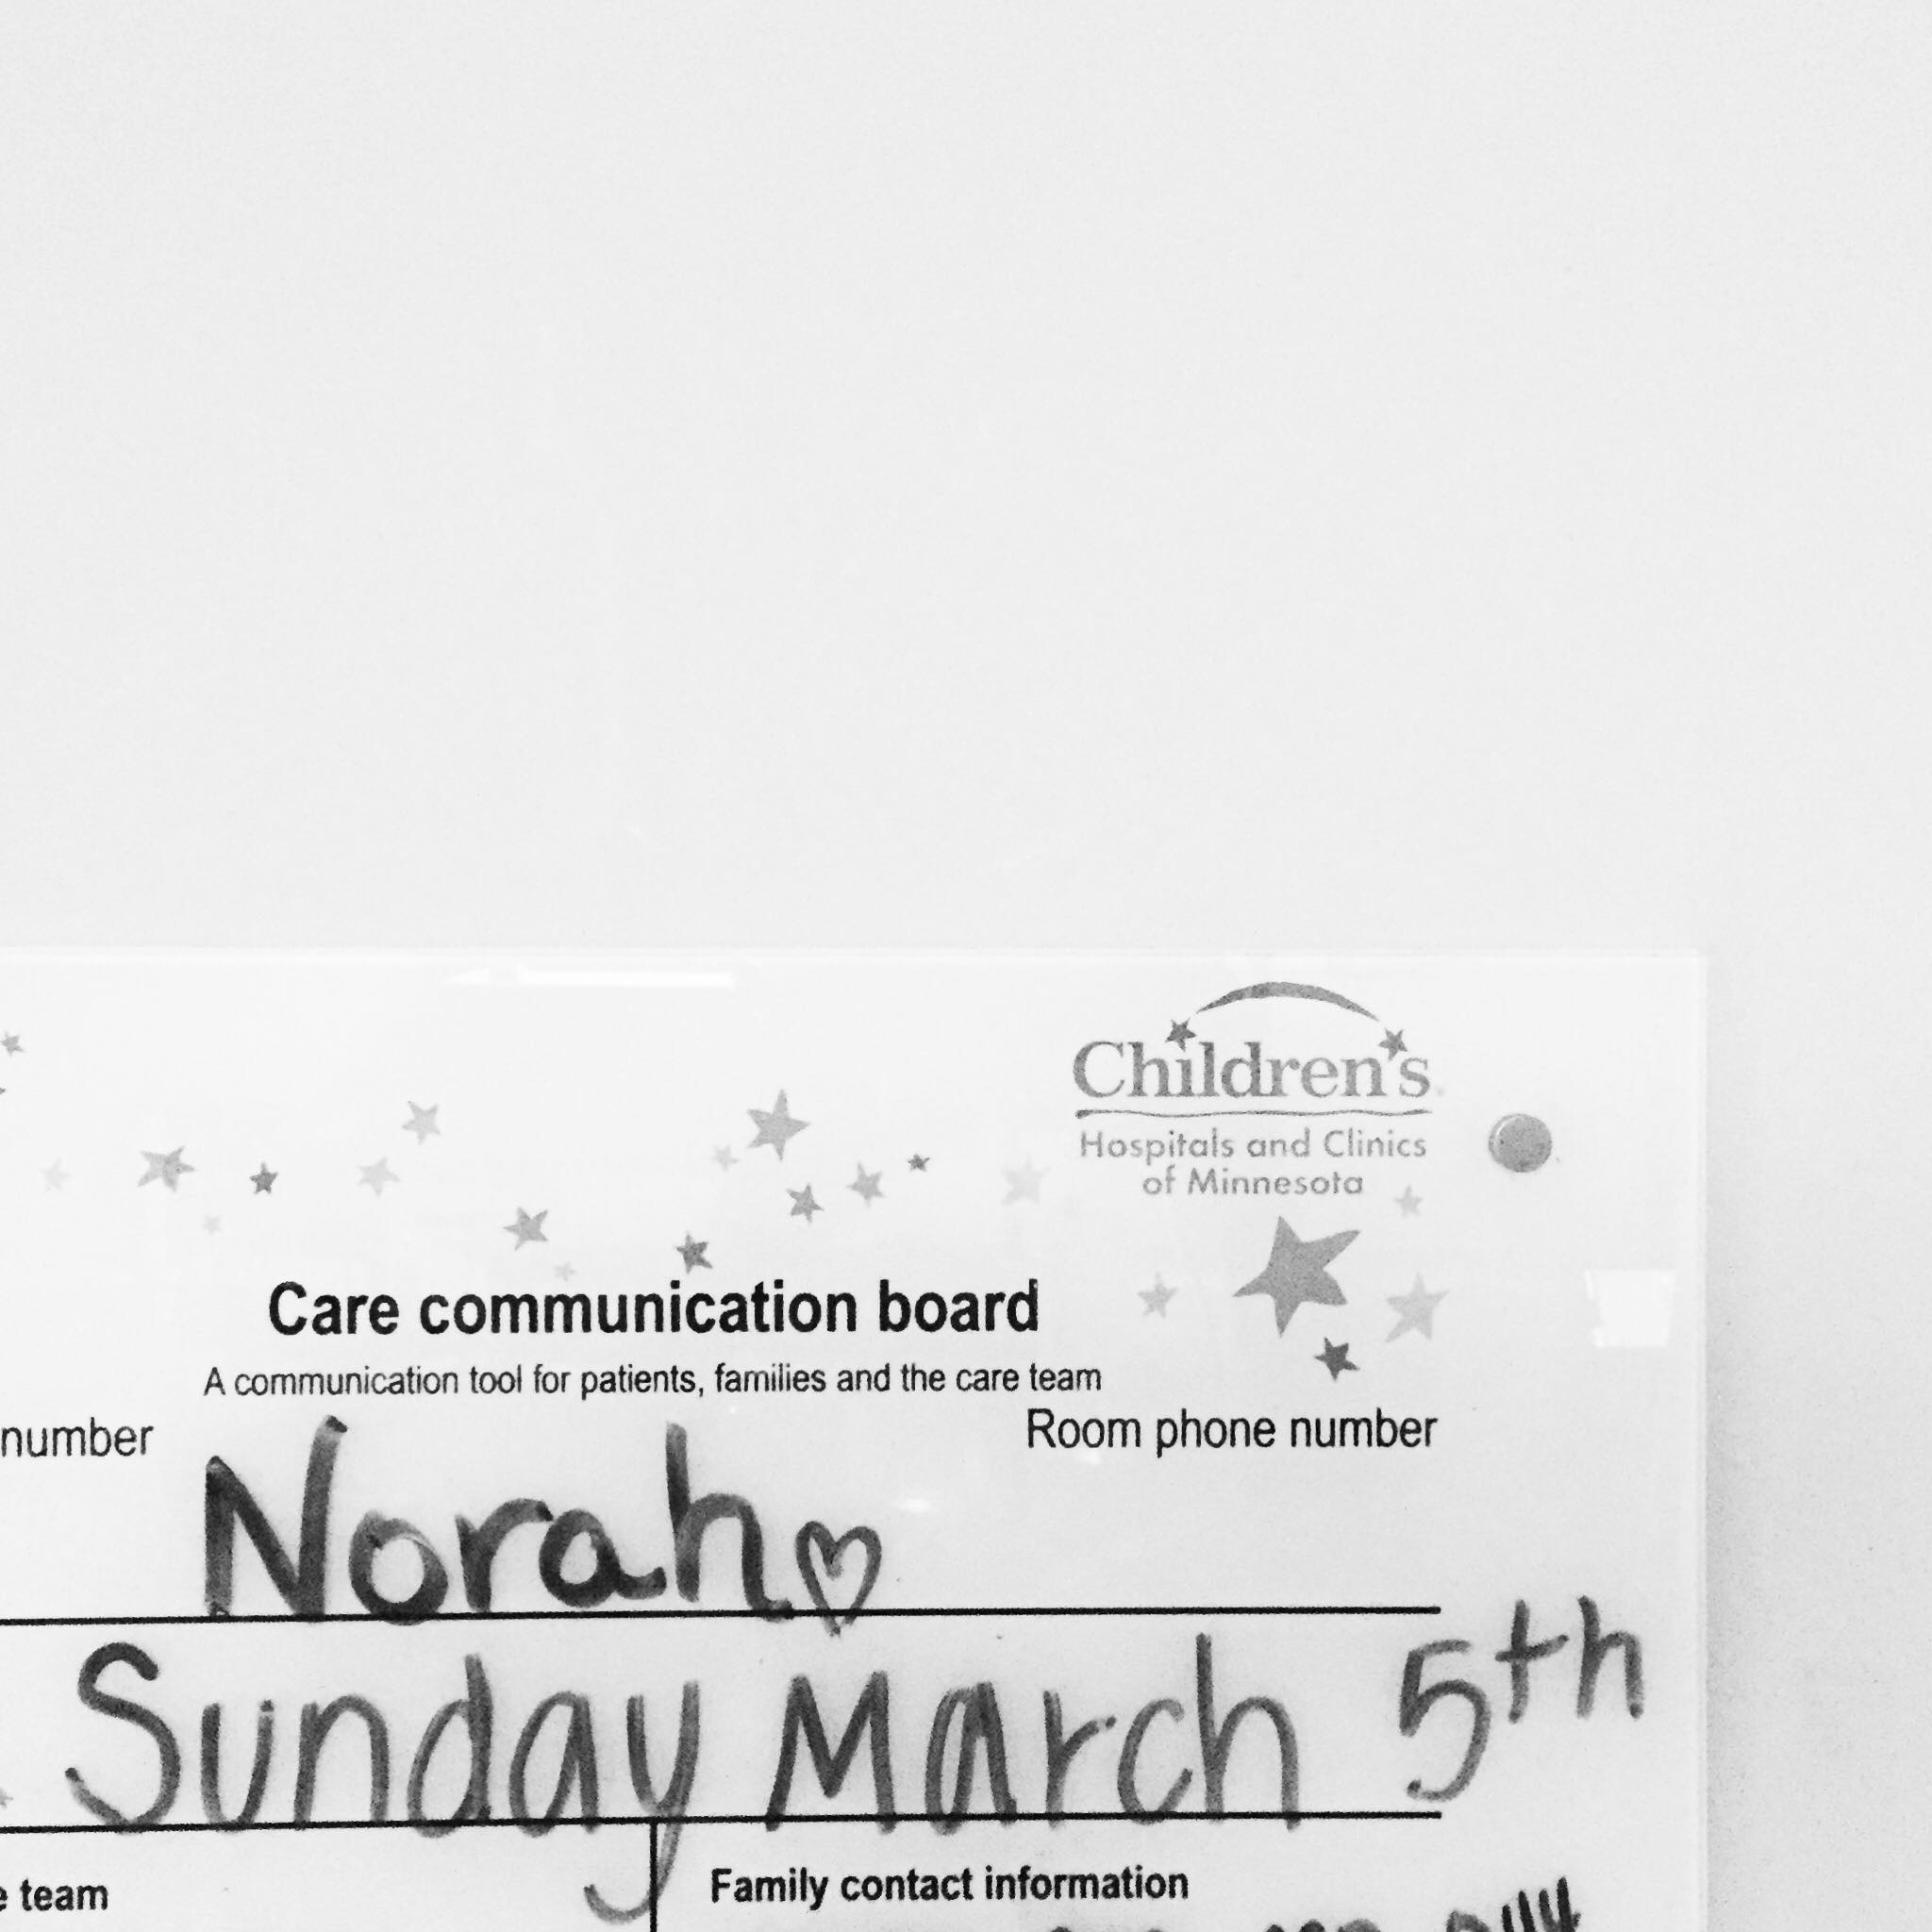 Children's
Hospitals and Clinics
of Minnesota
Care communication board
A communication tool for patients, families and the care team
number
Room phone number
Norah♡
Sunday March 5th
team
Family contact information